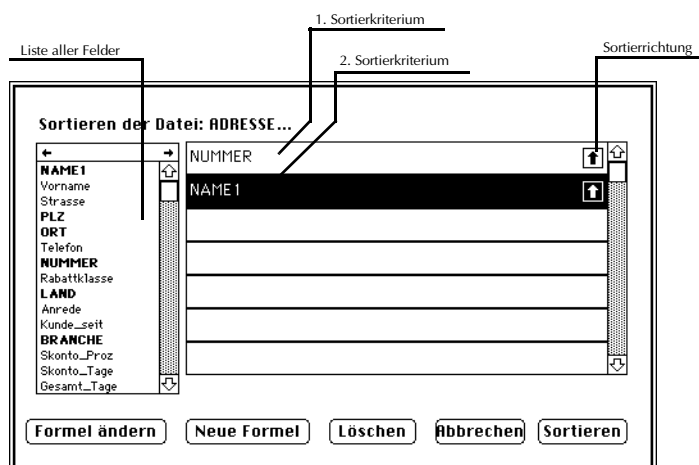 1. Sortierkriterium
Liste aller Felder
2. Sortierkriterium
Sortierrichtung
Sortieren der Datei: ADRESSE...
NAME1
Vorname
Strasse
PLZ
ORT
Telefon
NUMMER
Rabattklasse
LAND
Anrede
Kunde_seit
BRANCHE
Skonto_Proz
Skonto_Tage
Gesamt_Tage
NUMMER
NAME1
Formel ändern
Neue Formel
Löschen
Abbrechen
Sortieren